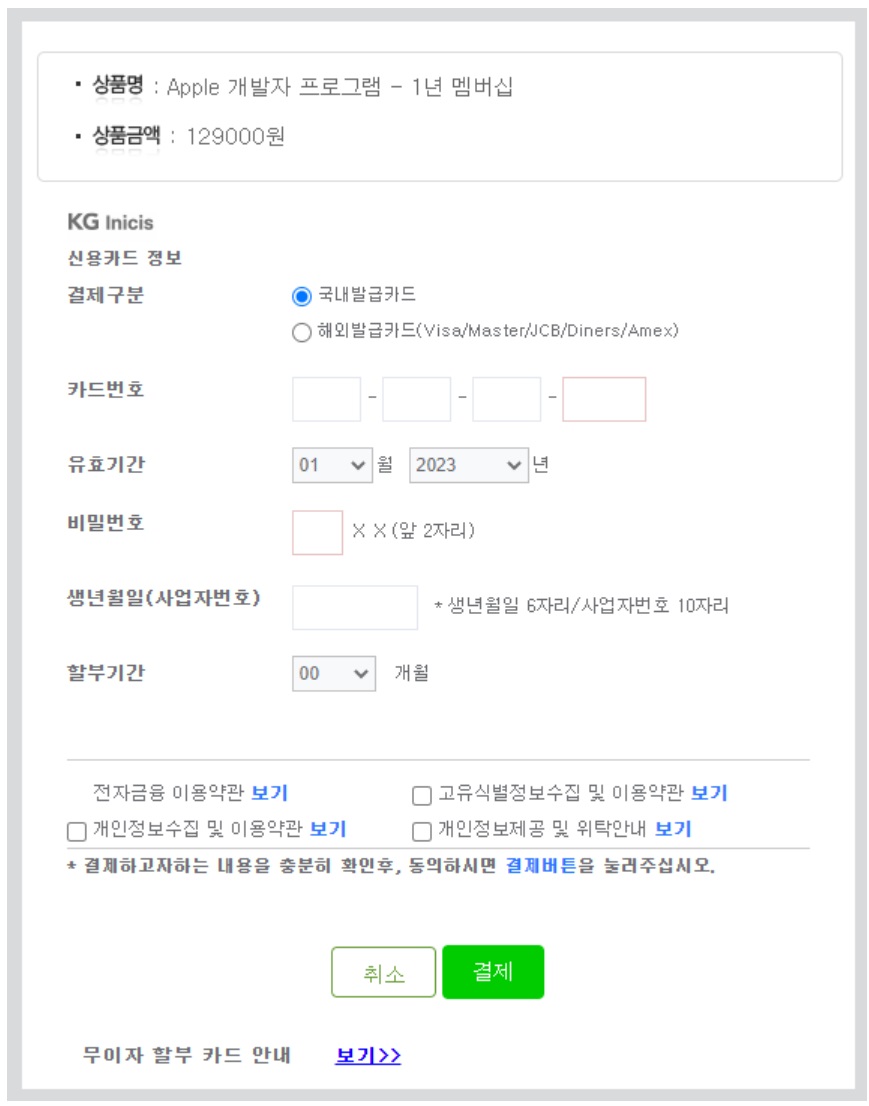 · 상품명 : Apple 개발자 프로그램 - 1년 멤버십
· 상품금액 : 129000원
KG Inicis
신용카드 정보
결제구분 국내발급카드
해외발급카드(Visa/Master/JCB/Diners/Amex)
카드번호 - - -
유효기간 01 월 2023 년
비밀번호 X X (앞 2자리)
생년월일(사업자번호) * 생년월일 6자리/사업자번호 10자리
할부기간 00 개월
전자금융 이용약관 보기 고유식별정보수집 및 이용약관 보기
개인정보수집 및 이용약관 보기 개인정보제공 및 위탁안내 보기
* 결제하고자하는 내용을 충분히 확인후, 동의하시면 결제버튼을 눌러주십시오.
취소 결제
무이자 할부 카드 안내 보기>>